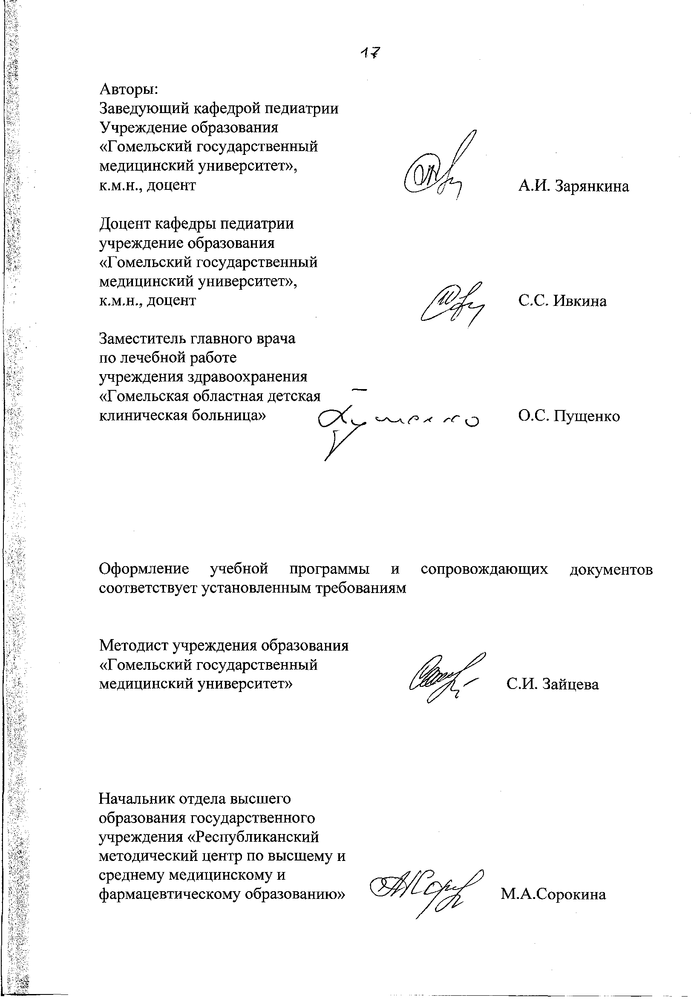 17
Авторы:
Заведующий кафедрой педиатрии
Учреждение образования
«Гомельский государственный
медицинский университет»,
к.м.н., доцент А.И. Зарянкина
Доцент кафедры педиатрии
учреждение образования
«Гомельский государственный
медицинский университет»,
к.м.н., доцент С.С. Ивкина
Заместитель главного врача
по лечебной работе
учреждения здравоохранения
«Гомельская областная детская
клиническая больница» О.С. Пущенко
Оформление учебной программы и сопровождающих документов
соответствует установленным требованиям
Методист учреждения образования
«Гомельский государственный
медицинский университет» С.И. Зайцева
Начальник отдела высшего
образования государственного
учреждения «Республиканский
методический центр по высшему и
среднему медицинскому и
фармацевтическому образованию» М.А.Сорокина